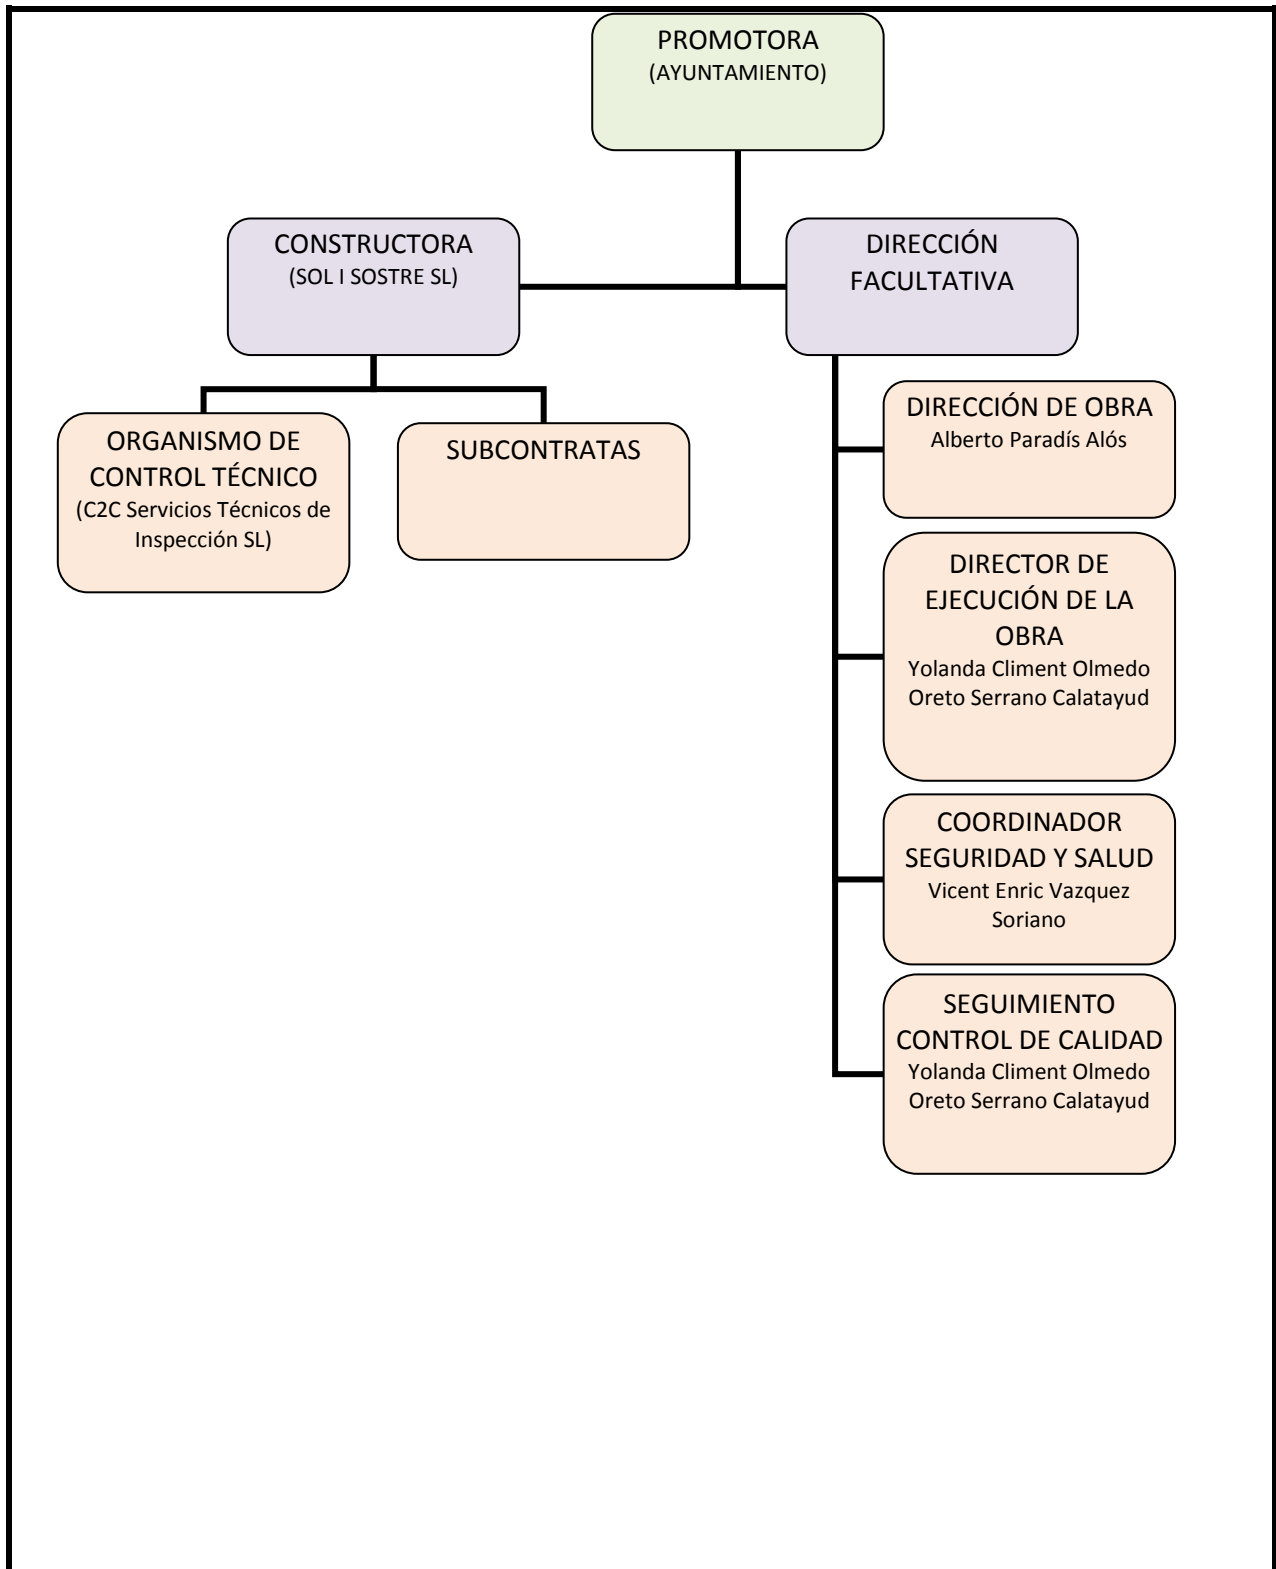 PROMOTORA
(AYUNTAMIENTO)
CONSTRUCTORA
(SOL I SOSTRE SL)
DIRECCIÓN
FACULTATIVA
ORGANISMO DE
CONTROL TÉCNICO
(C2C Servicios Técnicos de
Inspección SL)
SUBCONTRATAS
DIRECCIÓN DE OBRA
Alberto Paradís Alós
DIRECTOR DE
EJECUCIÓN DE LA
OBRA
Yolanda Climent Olmedo
Oreto Serrano Calatayud
COORDINADOR
SEGURIDAD Y SALUD
Vicent Enric Vazquez
Soriano
SEGUIMIENTO
CONTROL DE CALIDAD
Yolanda Climent Olmedo
Oreto Serrano Calatayud